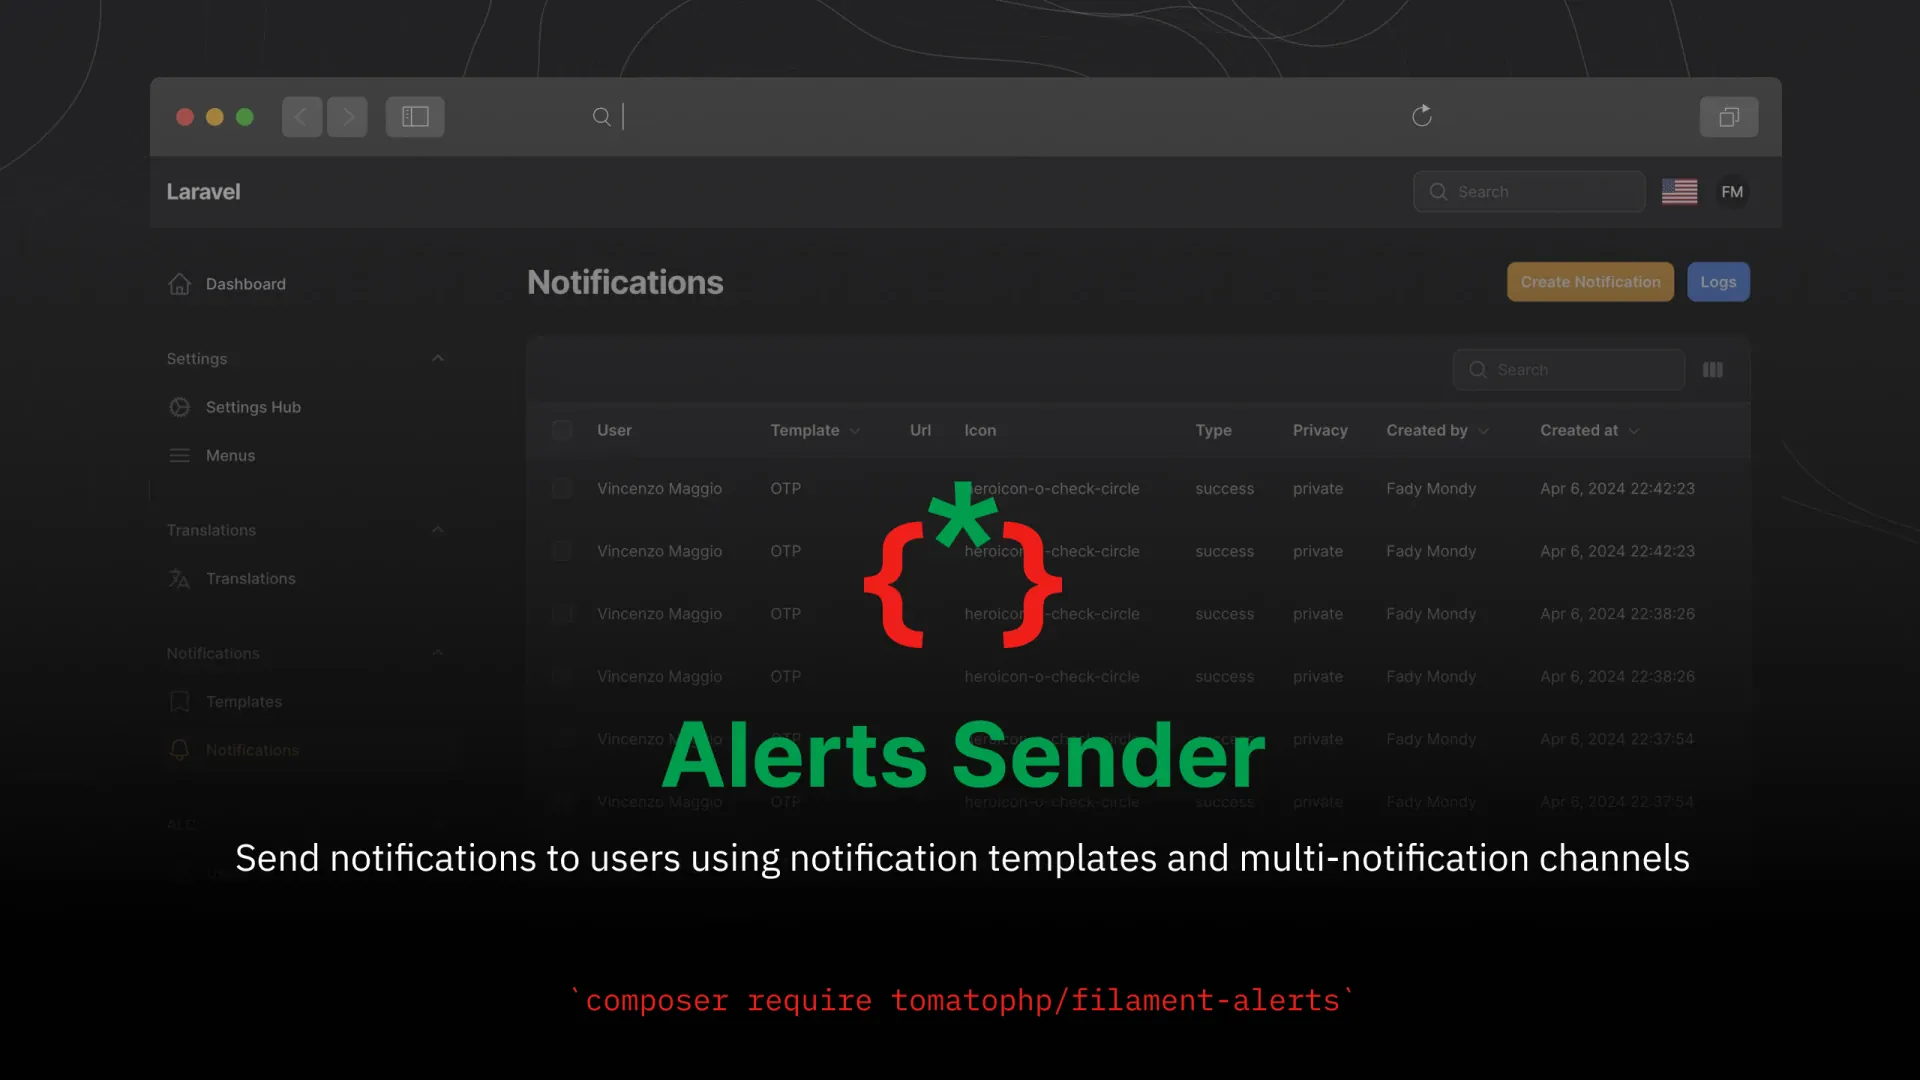 Laravel
Search
FM
Dashboard
Notifications
Create Notification
Logs
Settings
Search
Settings Hub
User Template Url Icon Type Privacy Created by Created at
Menus
Vincenzo Maggio OTP heroicon-o-check-circle success private Fady Mondy Apr 6, 2024 22:42:23
Translations
{*}
Vincenzo Maggio OTP heroicon-o-check-circle success private Fady Mondy Apr 6, 2024 22:42:23
Translations
Vincenzo Maggio OTP heroicon-o-check-circle success private Fady Mondy Apr 6, 2024 22:38:26
Notifications
Vincenzo Maggio OTP heroicon-o-check-circle success private Fady Mondy Apr 6, 2024 22:38:26
Templates
Vincenzo OTP heroicon-o-check-circle success private Fady Mondy Apr 6, 2024 22:37:54
Notifications
Alerts Sender
Vincenzo Maggio OTP heroicon-o-check-circle success private Fady Mondy Apr 6, 2024 22:37:54
Send notifications to users using notification templates and multi-notification channels
`composer require tomatophp/filament-alerts`